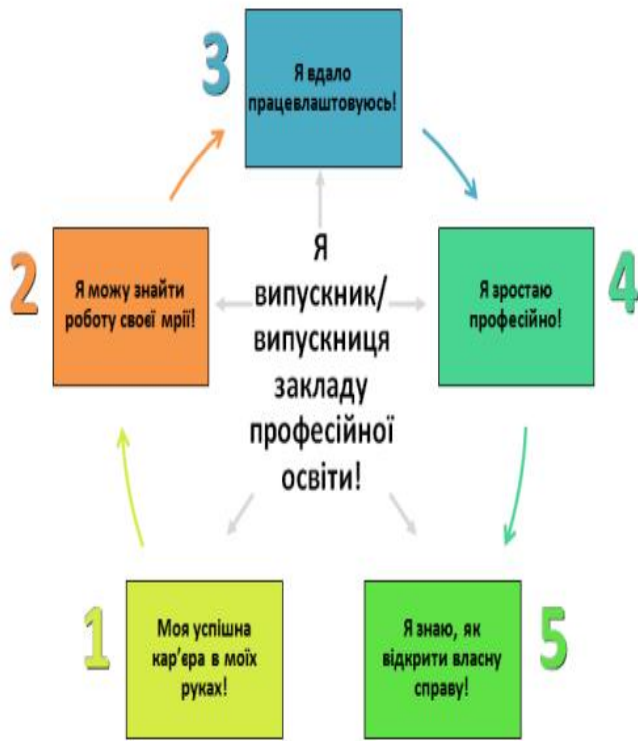 3
Я вдало
працевлаштовуюсь!
2
Я можу знайти
роботу своєї мрії!
Я
випускник/
випускниця
закладу
професійної
освіти!
Я зростаю
професійно!
4
1
Моя успішна
кар’єра в моїх
руках!
Я знаю, як
відкрити власну
справу!
5